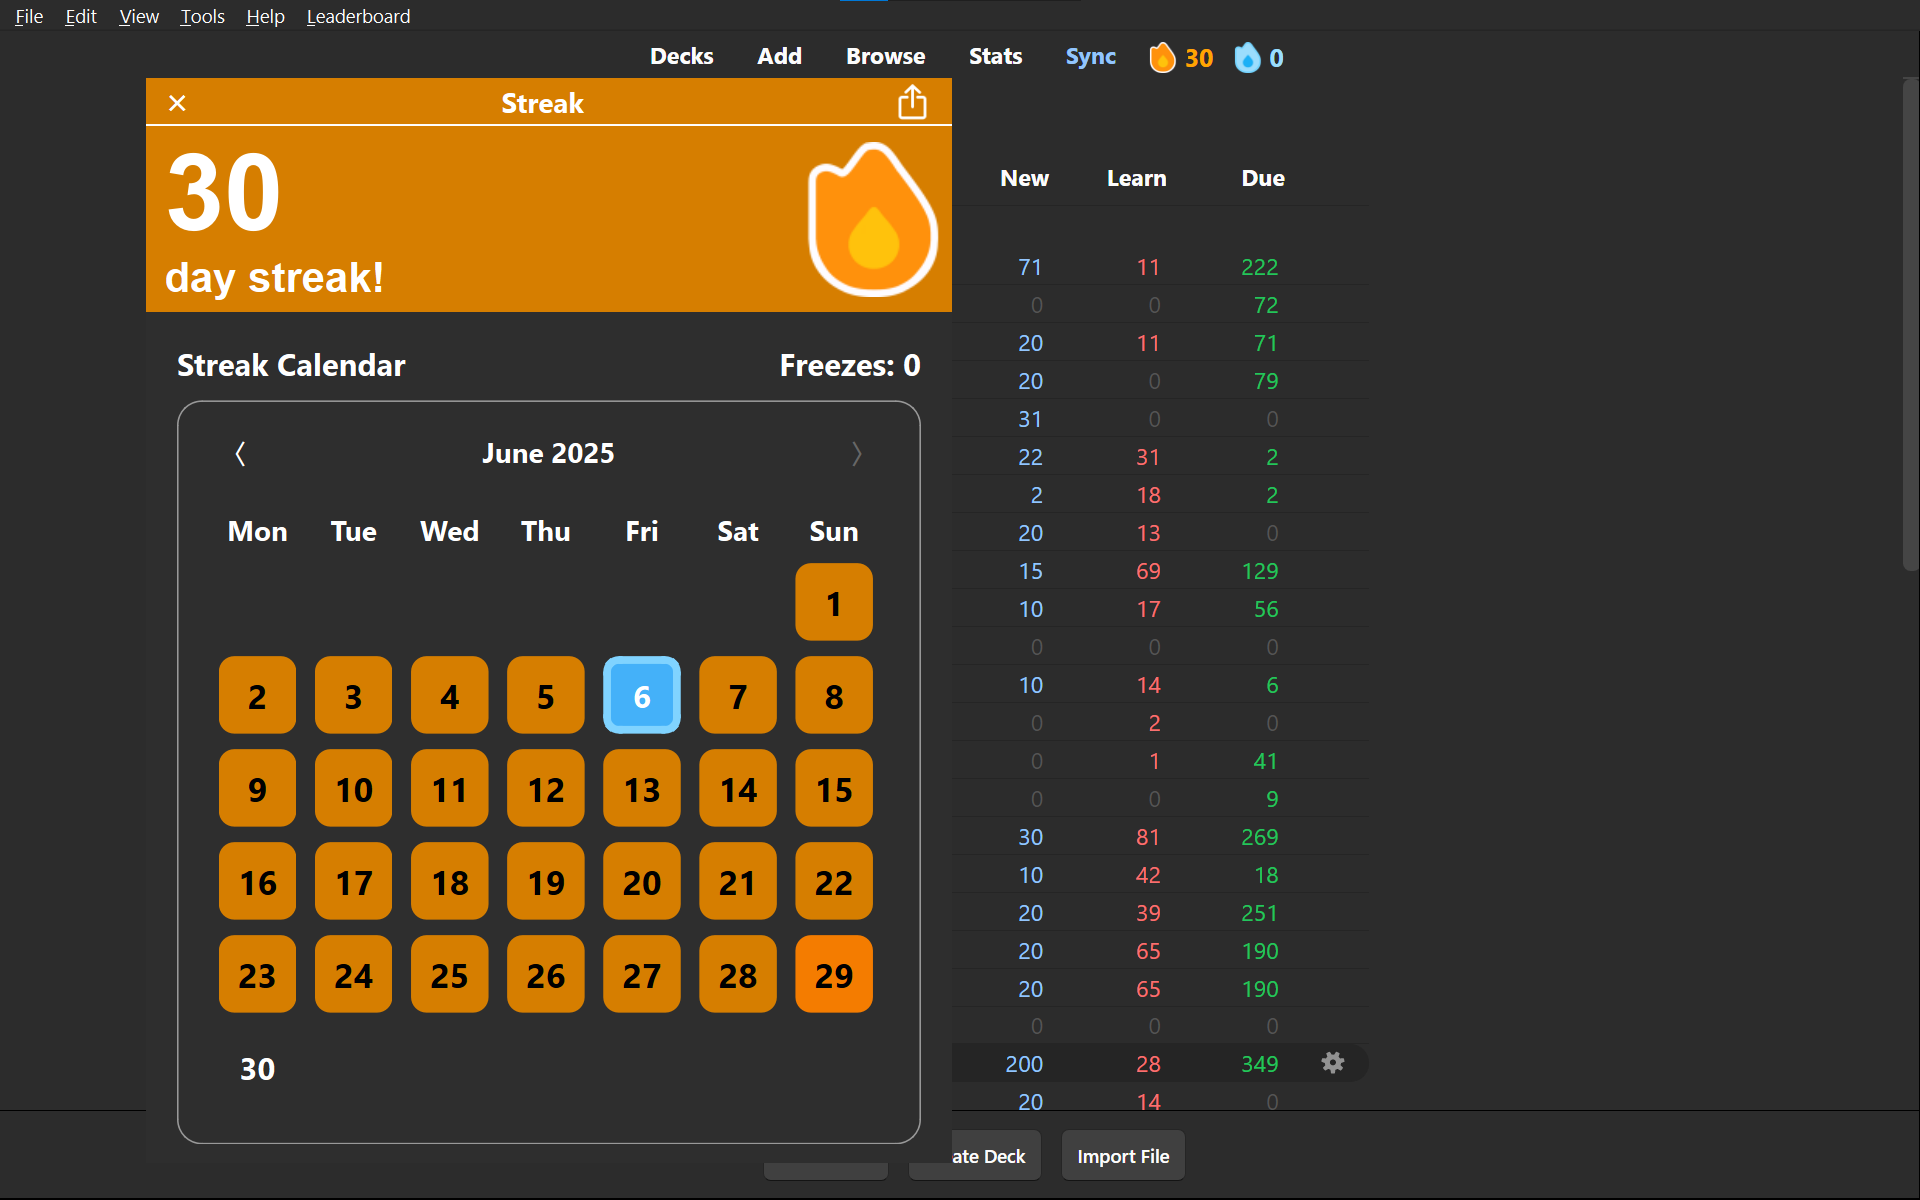 File Edit View Tools Help Leaderboard
Decks Add Browse Stats Sync 30 0
Streak
30
day streak!
Streak Calendar Freezes: 0
June 2025
Mon Tue Wed Thu Fri Sat Sun
1
2 3 4 5 6 7 8
9 10 11 12 13 14 15
16 17 18 19 20 21 22
23 24 25 26 27 28 29
30
New Learn Due
71 11 222
0 0 72
20 11 71
20 0 79
31 0 0
22 31 2
2 18 2
20 13 0
15 69 129
10 17 56
0 0 0
10 14 6
0 2 0
0 1 41
0 0 9
30 81 269
10 42 18
20 39 251
20 65 190
20 65 190
0 0 0
200 28 349
20 14 0
ate Deck Import File